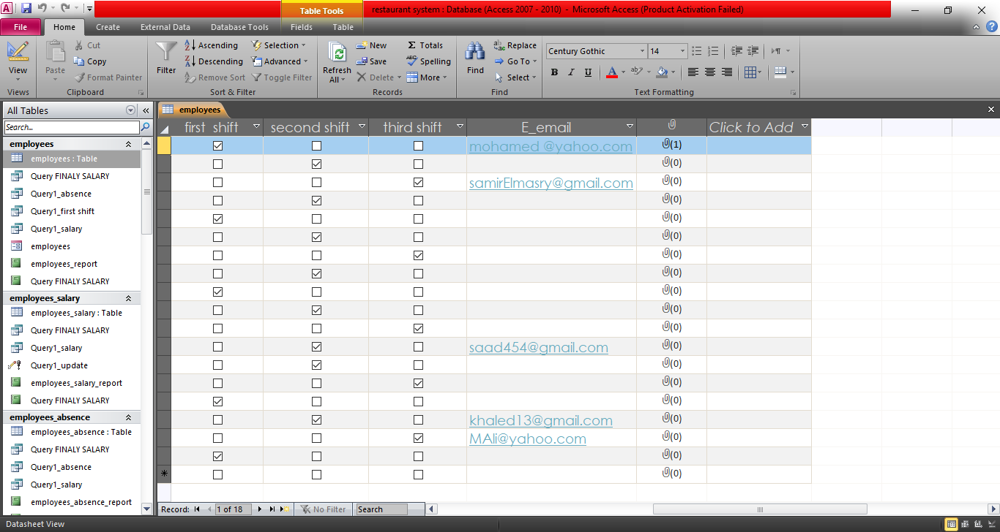 restaurant system : Database (Access 2007 - 2010)  -  Microsoft Access (Product Activation Failed)
Table Tools
File Home Create External Data Database Tools Fields Table
View
Views
Paste
Cut
Copy
Format Painter
Clipboard
Filter
Ascending
Descending
Remove Sort
Selection
Advanced
Toggle Filter
Sort & Filter
Refresh All
New
Save
Delete
Totals
Spelling
More
Records
Find
Replace
Go To
Select
Find
Century Gothic 14
B I U A
Text Formatting
All Tables
Search...
employees
employees : Table
Query FINALY SALARY
Query1_absence
Query1_first shift
Query1_salary
employees
employees_report
Query FINALY SALARY
employees_salary
employees_salary : Table
Query FINALY SALARY
Query1_salary
Query1_update
employees_salary_report
Query FINALY SALARY
employees_absence
employees_absence : Table
Query FINALY SALARY
Query1_absence
Query1_salary
employees_absence_report
employees
first shift second shift third shift E_email Click to Add
mohamed @yahoo.com (1)
(0)
samirElmasry@gmail.com (0)
(0)
(0)
(0)
(0)
(0)
(0)
(0)
(0)
saad454@gmail.com (0)
(0)
(0)
(0)
khaled13@gmail.com (0)
MAli@yahoo.com (0)
(0)
(0)
Record: 1 of 18 No Filter Search
Datasheet View